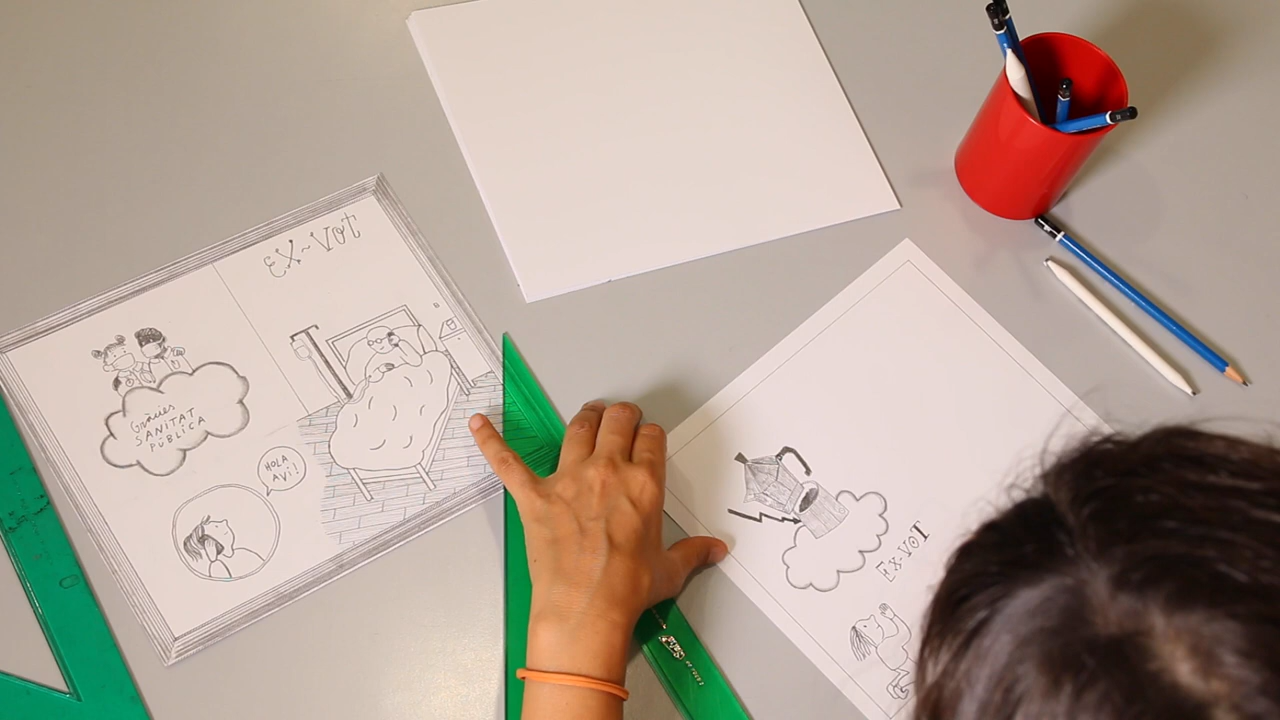 EX-VOT
Gràcies
SANITAT
PÚBLICA
HOLA
AVI!
EX-VOT